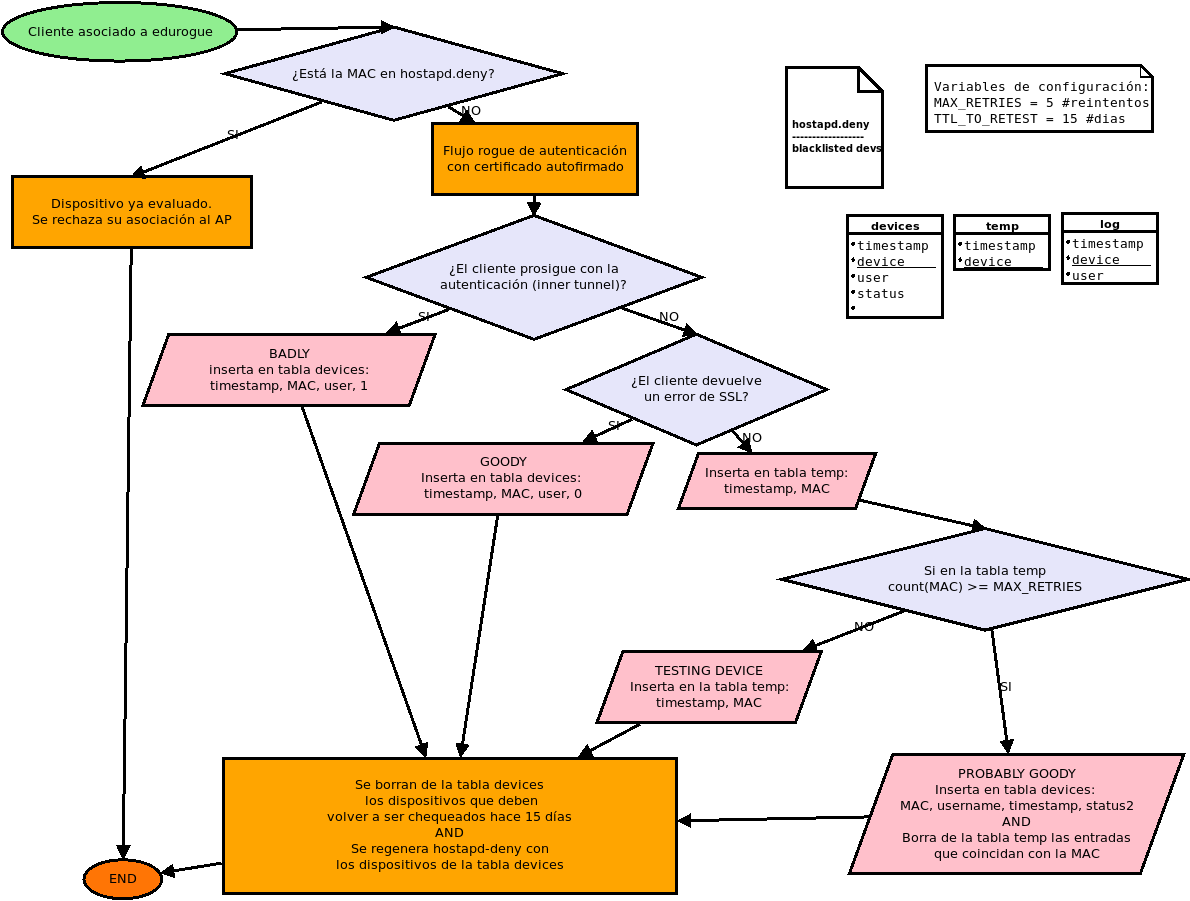 Cliente asociado a edurogue
¿Está la MAC en hostapd.deny?
SI
NO
Flujo rogue de autenticación
con certificado autofirmado
Dispositivo ya evaluado.
Se rechaza su asociación al AP
hostapd.deny
-------------------
blacklisted devs
Variables de configuración:
MAX_RETRIES = 5 #reintentos
TTL_TO_RETEST = 15 #dias
devices
timestamp
device
user
status
temp
timestamp
device
log
timestamp
device
user
¿El cliente prosigue con la
autenticación (inner tunnel)?
SI
NO
BADLY
inserta en tabla devices:
timestamp, MAC, user, 1
¿El cliente devuelve
un error de SSL?
SI
NO
GOODY
Inserta en tabla devices:
timestamp, MAC, user, 0
Inserta en tabla temp:
timestamp, MAC
Si en la tabla temp
count(MAC) >= MAX_RETRIES
NO
SI
TESTING DEVICE
Inserta en la tabla temp:
timestamp, MAC
PROBABLY GOODY
Inserta en tabla devices:
MAC, username, timestamp, status2
AND
Borra de la tabla temp las entradas
que coincidan con la MAC
Se borran de la tabla devices
los dispositivos que deben
volver a ser chequeados hace 15 días
AND
Se regenera hostapd-deny con
los dispositivos de la tabla devices
END